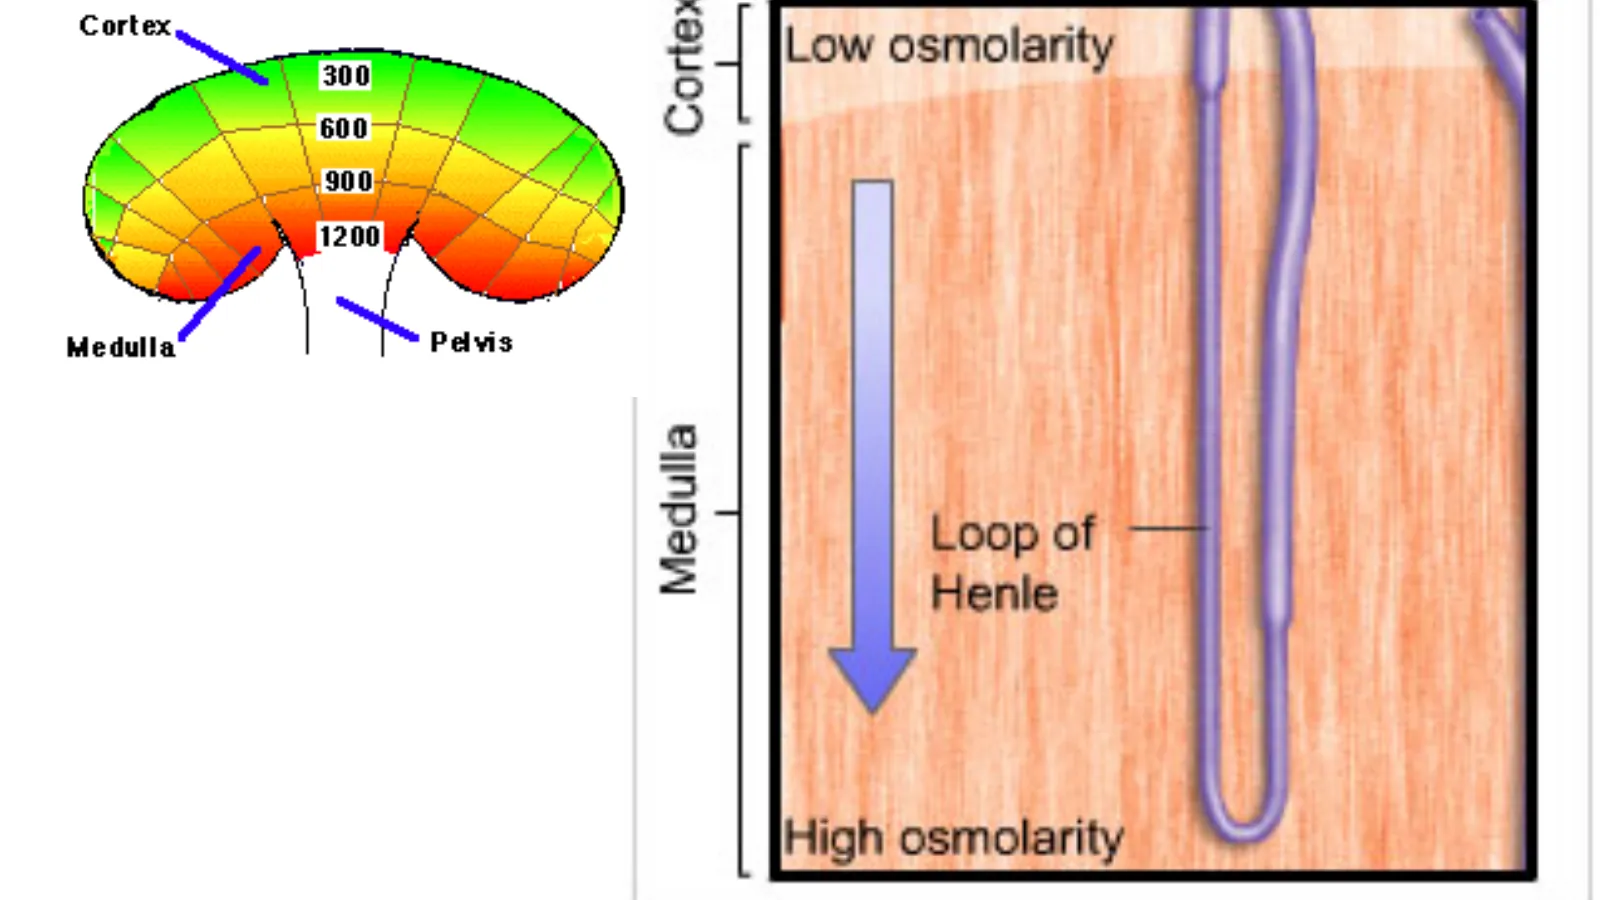 Cortex
300
600
900
1200
Medulla
Pelvis
Cortex
Low osmolarity
Medulla
Loop of
Henle
High osmolarity